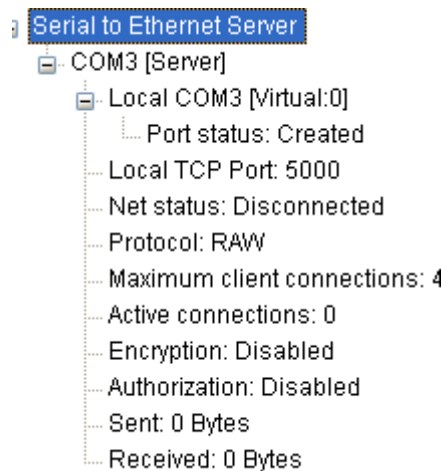 Serial to Ethernet Server
COM3 [Server]
Local COM3 [Virtual:0]
Port status: Created
Local TCP Port: 5000
Net status: Disconnected
Protocol: RAW
Maximum client connections: 4
Active connections: 0
Encryption: Disabled
Authorization: Disabled
Sent: 0 Bytes
Received: 0 Bytes